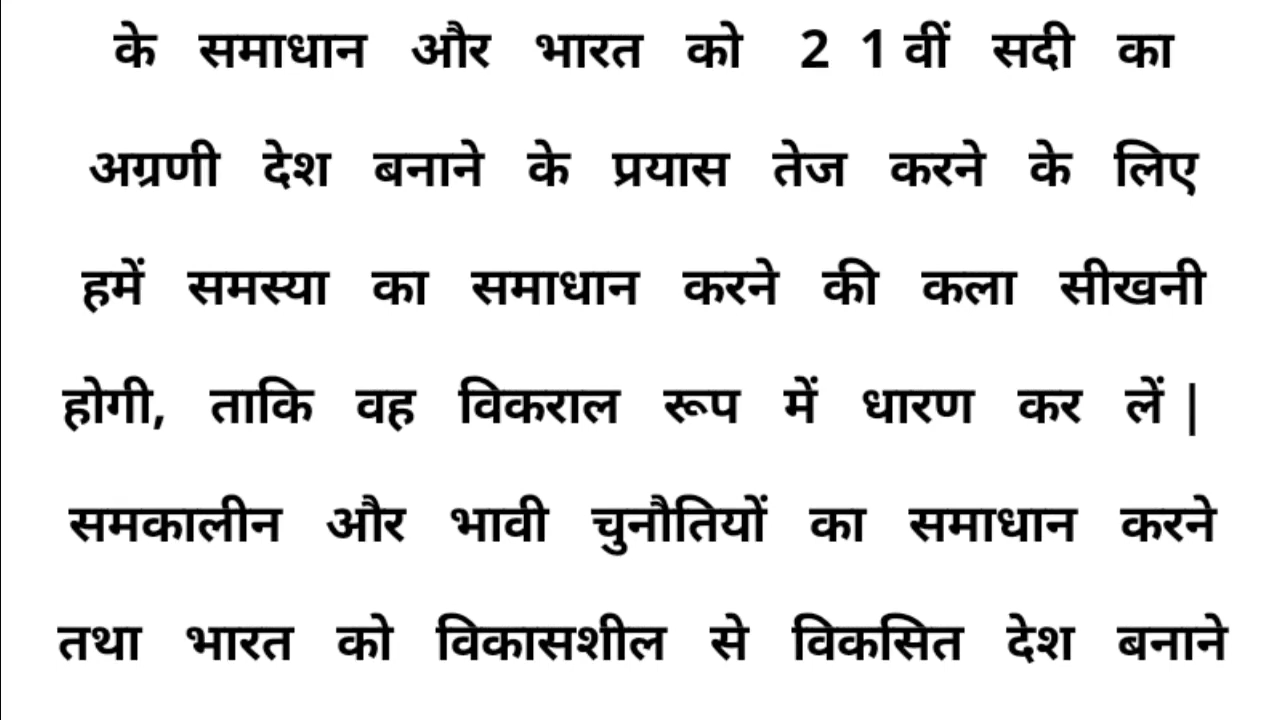 के समाधान और भारत को 2 1वीं सदी का
अग्रणी देश बनाने के प्रयास तेज करने के लिए
हमें समस्या का समाधान करने की कला सीखनी
होगी, ताकि वह विकराल रूप में धारण कर लें|
समकालीन और भावी चुनौतियों का समाधान करने
तथा भारत को विकासशील से विकसित देश बनाने